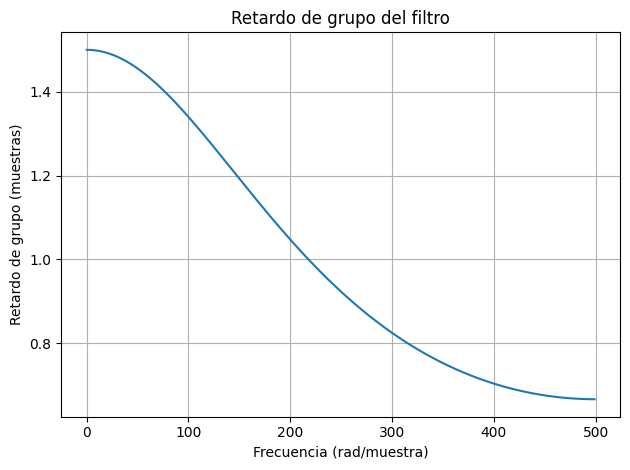 Retardo de grupo del filtro
Retardo de grupo (muestras)
1.4
1.2
1.0
0.8
0 100 200 300 400 500
Frecuencia (rad/muestra)